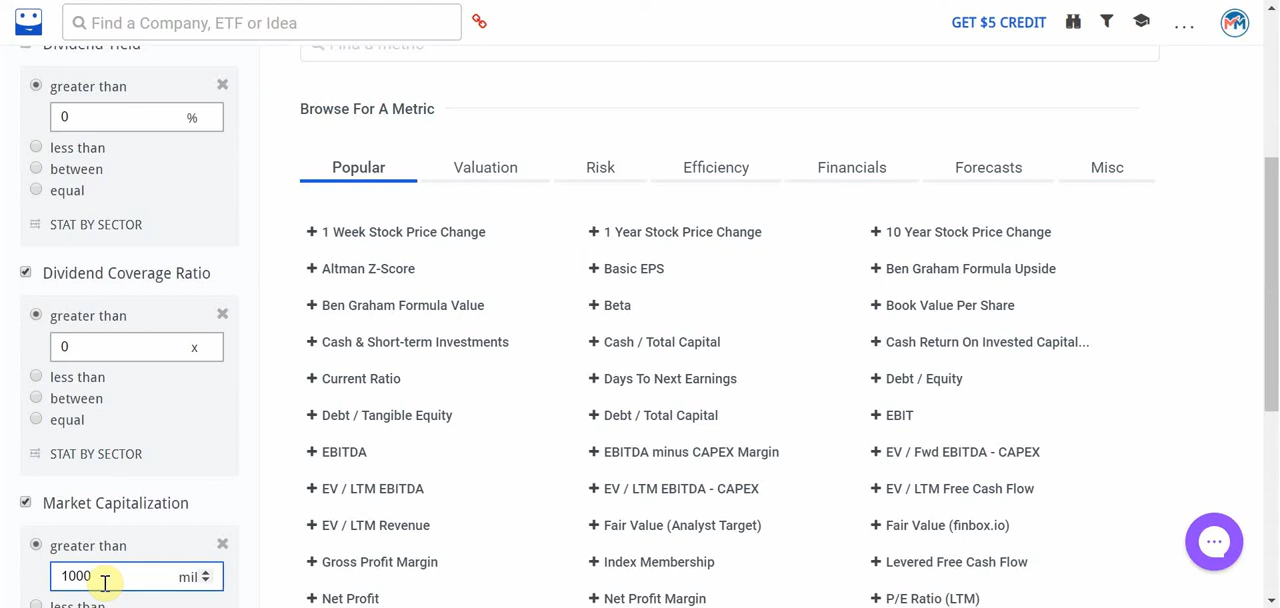 Find a Company, ETF or Idea
GET $5 CREDIT
...
Dividend Yield
greater than
0 %
less than
between
equal
STAT BY SECTOR
Dividend Coverage Ratio
greater than
0 x
less than
between
equal
STAT BY SECTOR
Market Capitalization
greater than
1000 mil
less than
Find a metric
Browse For A Metric
Popular Valuation Risk Efficiency Financials Forecasts Misc
+ 1 Week Stock Price Change + 1 Year Stock Price Change + 10 Year Stock Price Change
+ Altman Z-Score + Basic EPS + Ben Graham Formula Upside
+ Ben Graham Formula Value + Beta + Book Value Per Share
+ Cash & Short-term Investments + Cash / Total Capital + Cash Return On Invested Capital...
+ Current Ratio + Days To Next Earnings + Debt / Equity
+ Debt / Tangible Equity + Debt / Total Capital + EBIT
+ EBITDA + EBITDA minus CAPEX Margin + EV / Fwd EBITDA - CAPEX
+ EV / LTM EBITDA + EV / LTM EBITDA - CAPEX + EV / LTM Free Cash Flow
+ EV / LTM Revenue + Fair Value (Analyst Target) + Fair Value (finbox.io)
+ Gross Profit Margin + Index Membership + Levered Free Cash Flow
+ Net Profit + Net Profit Margin + P/E Ratio (LTM)